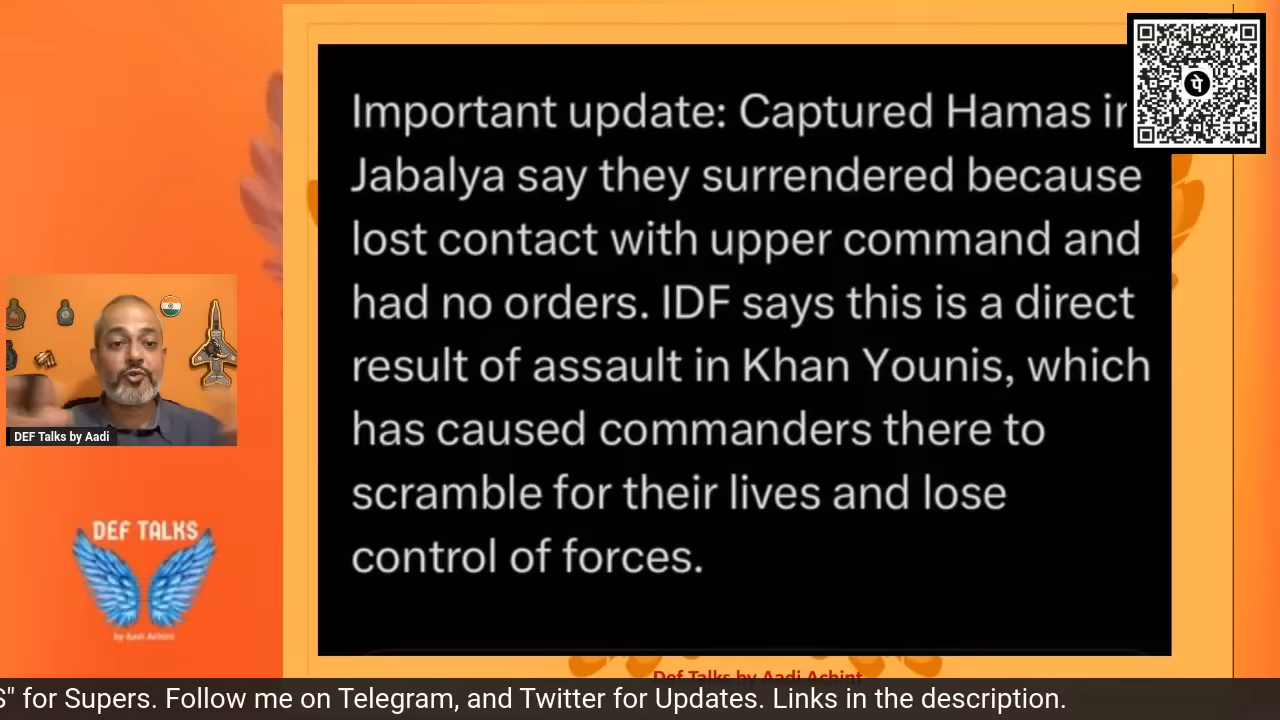 Important update: Captured Hamas in
Jabalya say they surrendered because
lost contact with upper command and
had no orders. IDF says this is a direct
result of assault in Khan Younis, which
has caused commanders there to
scramble for their lives and lose
control of forces.
पे
DEF Talks by Aadi
DEF TALKS
by Aadi Achint
Def Talks by Aadi Achint
S" for Supers. Follow me on Telegram, and Twitter for Updates. Links in the description.